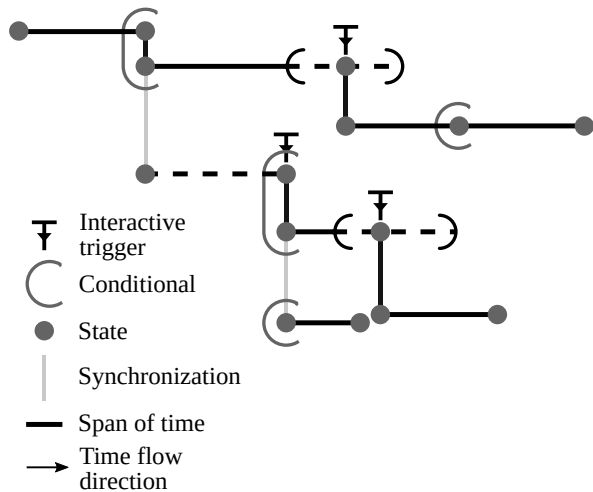 Interactive
trigger
Conditional
State
Synchronization
Span of time
Time flow
direction